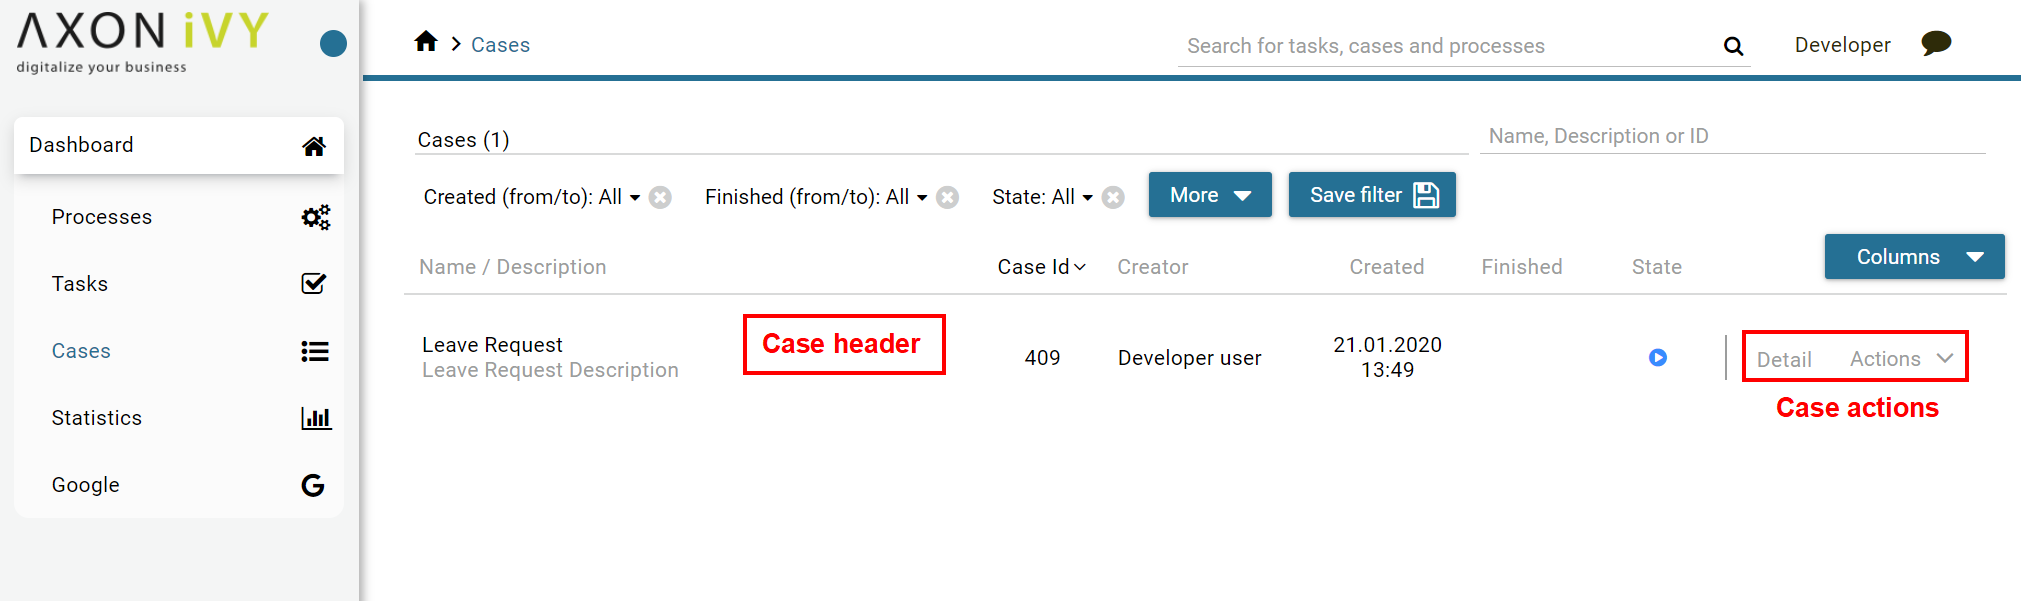 AXON iVY
digitalize your business
Cases
Search for tasks, cases and processes
Developer
Dashboard
Processes
Tasks
Cases
Statistics
Google
Cases (1)
Name, Description or ID
Created (from/to): All
Finished (from/to): All
State: All
More
Save filter
Columns
Name / Description
Case Id
Creator
Created
Finished
State
Leave Request
Leave Request Description
Case header
409
Developer user
21.01.2020
13:49
Detail
Actions
Case actions